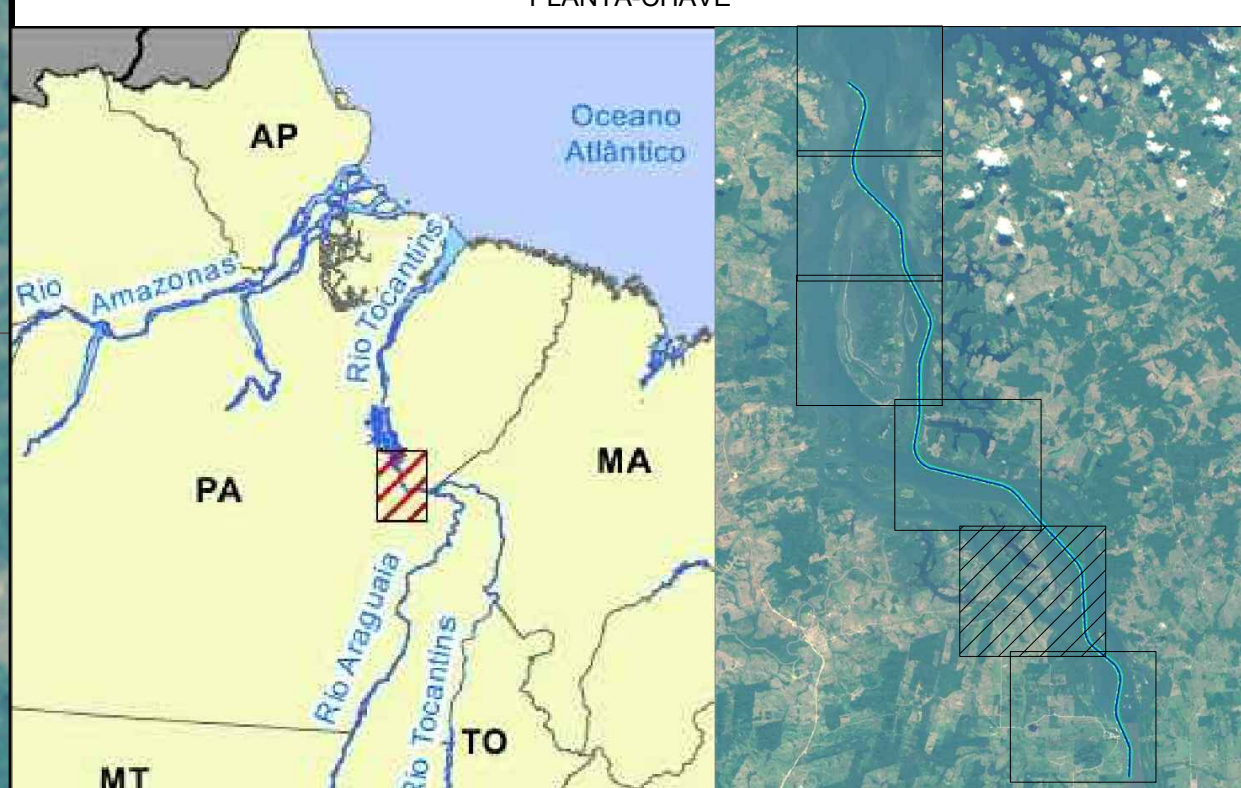 PLANTA-CHAVE
AP
Oceano
Atlântico
Rio Amazonas
Rio Tocantins
PA
MA
Rio Araguaia
Rio Tocantins
TO
MT